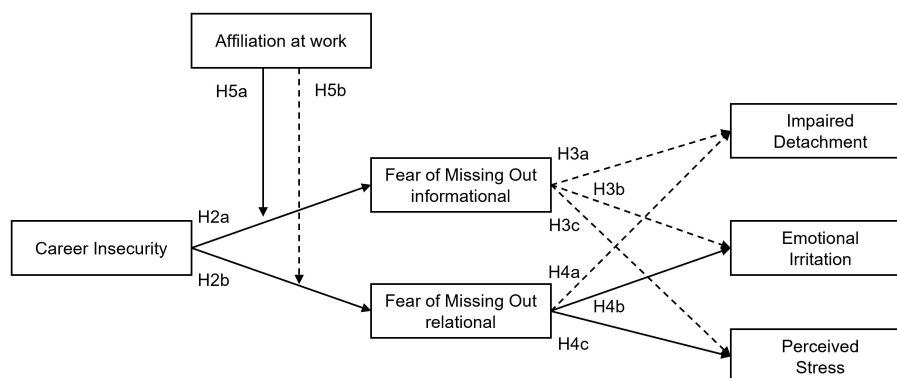 Affiliation at work
H5a
H5b
Impaired
Detachment
H3a
Fear of Missing Out
informational
H3b
H2a
H3c
Career Insecurity
Emotional
Irritation
H2b
H4a
Fear of Missing Out
relational
H4b
H4c
Perceived
Stress